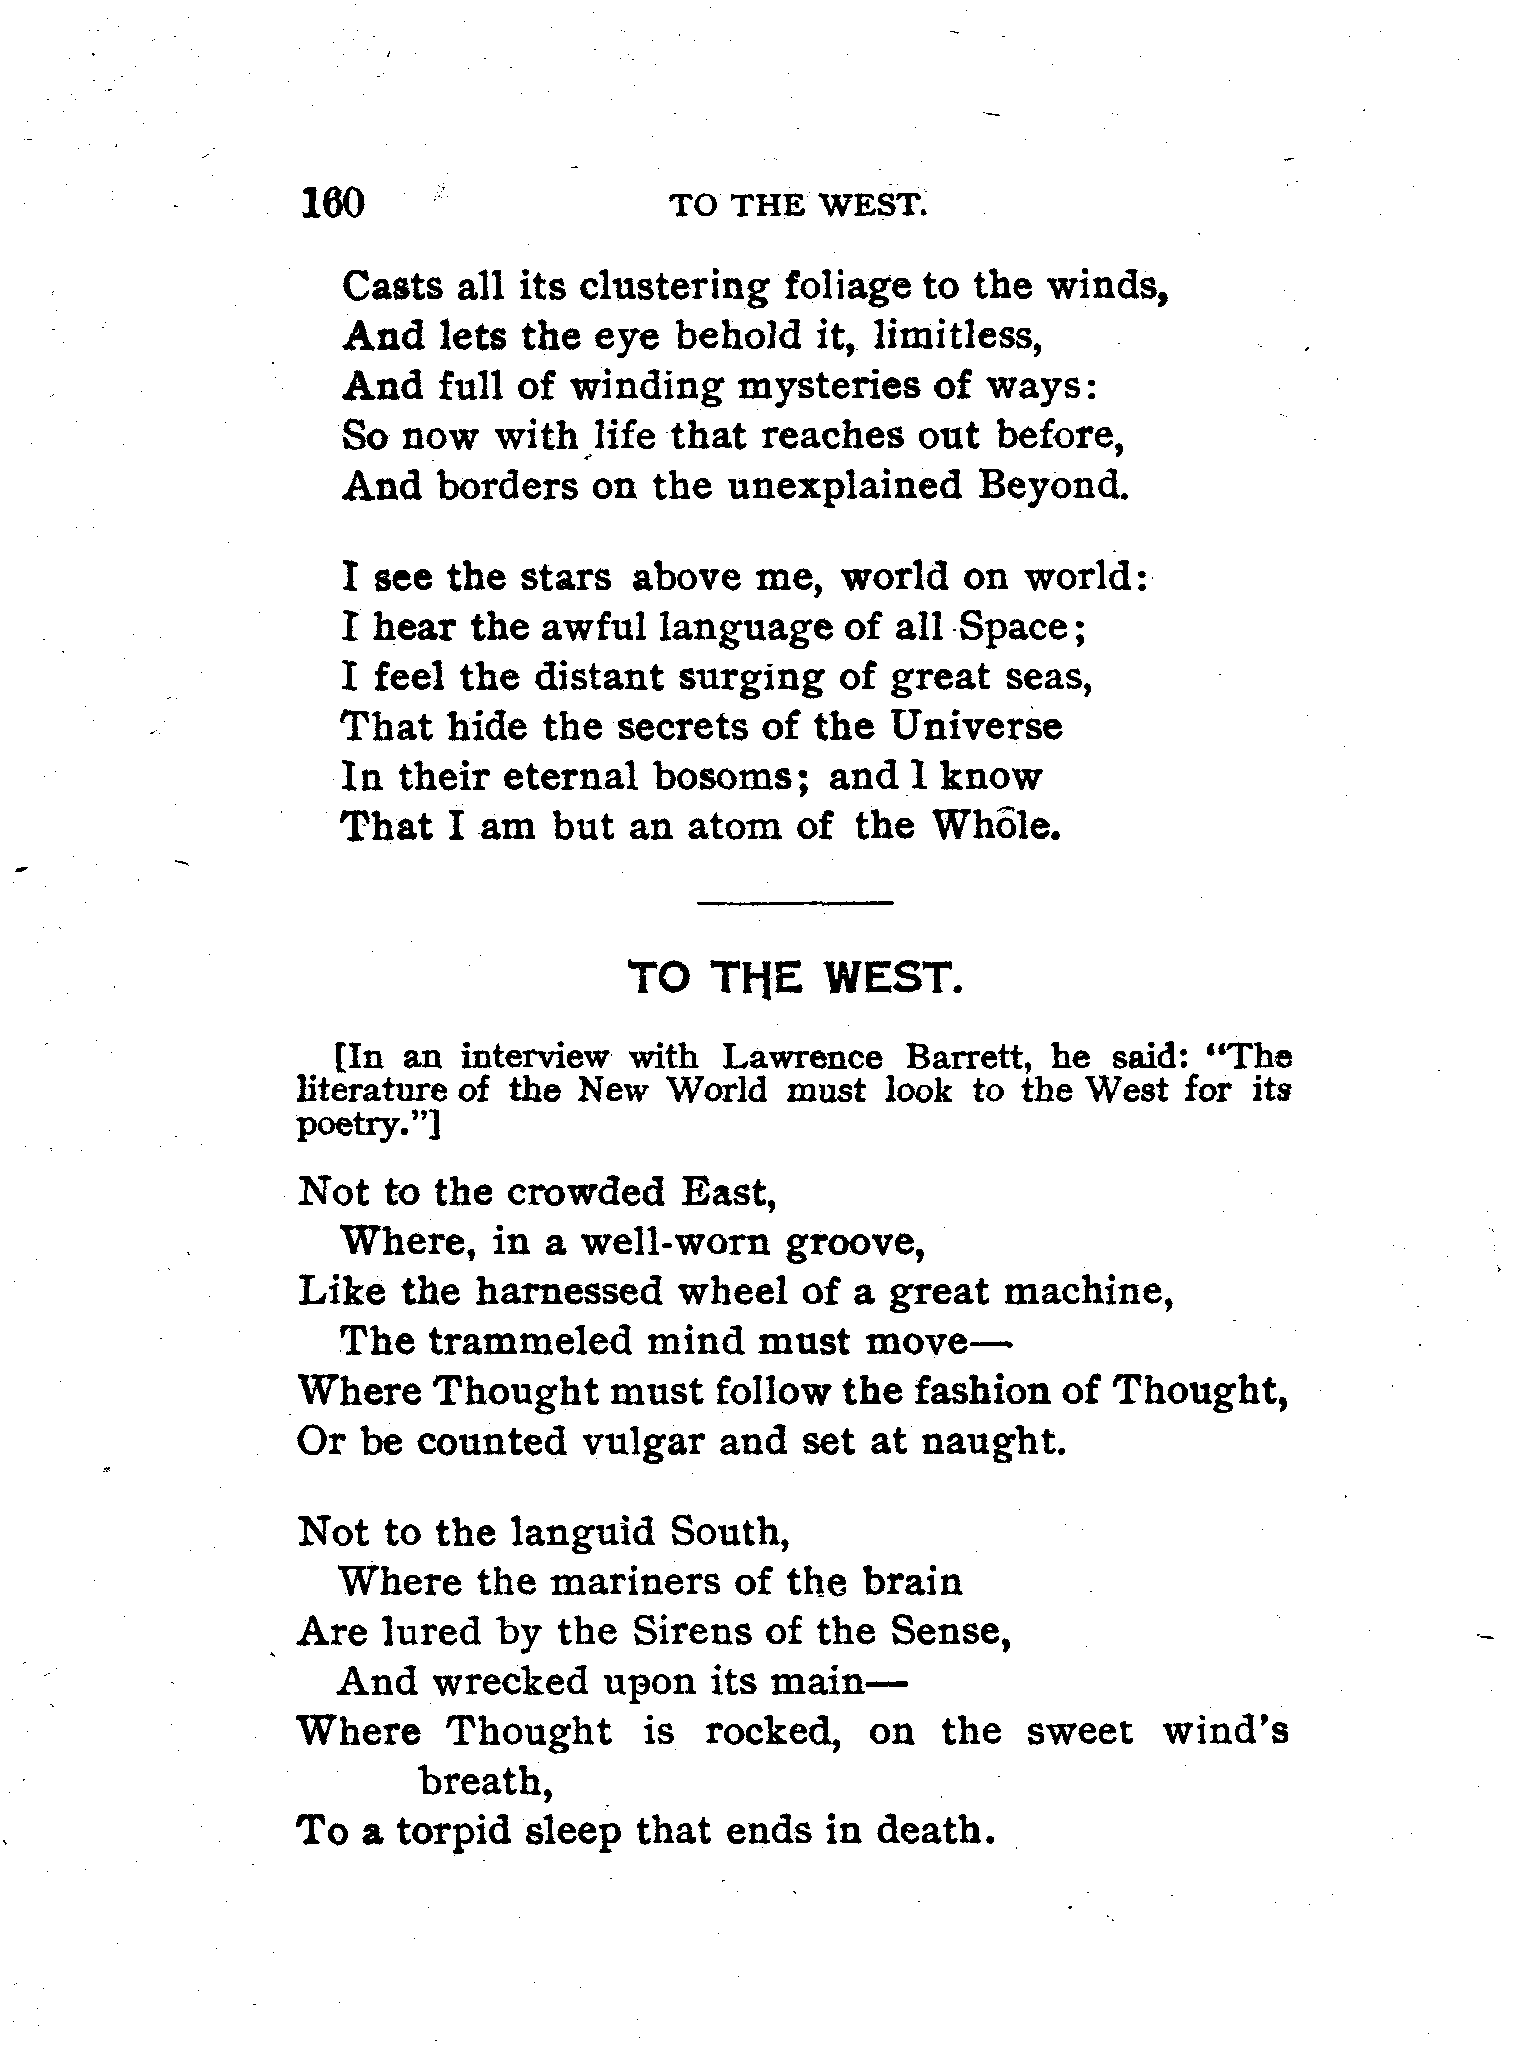 160 TO THE WEST.
Casts all its clustering foliage to the winds,
And lets the eye behold it, limitless,
And full of winding mysteries of ways:
So now with life that reaches out before,
And borders on the unexplained Beyond.
I see the stars above me, world on world:
I hear the awful language of all Space;
I feel the distant surging of great seas,
That hide the secrets of the Universe
In their eternal bosoms; and I know
That I am but an atom of the Whole.
TO THE WEST.
[In an interview with Lawrence Barrett, he said: "The
literature of the New World must look to the West for its
poetry."]
Not to the crowded East,
Where, in a well-worn groove,
Like the harnessed wheel of a great machine,
The trammeled mind must move—
Where Thought must follow the fashion of Thought,
Or be counted vulgar and set at naught.
Not to the languid South,
Where the mariners of the brain
Are lured by the Sirens of the Sense,
And wrecked upon its main—
Where Thought is rocked, on the sweet wind's
breath,
To a torpid sleep that ends in death.